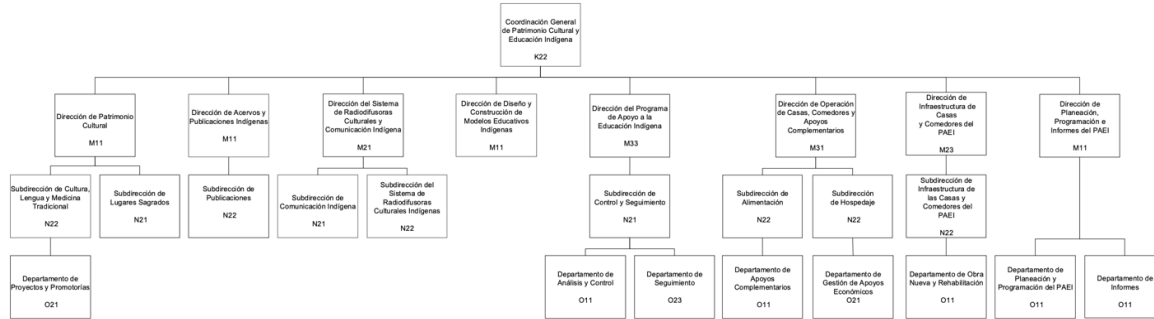 Coordinación General
de Patrimonio Cultural y
Educación Indígena
K22
Dirección de Patrimonio
Cultural
M11
Dirección de Acervos y
Publicaciones Indígenas
M11
Dirección del Sistema
de Radiodifusoras
Culturales y
Comunicación Indígena
M21
Dirección de Diseño y
Construcción de
Modelos Educativos
Indígenas
M11
Dirección del Programa
de Apoyo a la
Educación Indígena
M33
Dirección de Operación
de Casas, Comedores y
Apoyos
Complementarios
M31
Dirección de
Infraestructura de
Casas
y Comedores del
PAEI
M23
Dirección de
Planeación,
Programación e
Informes del PAEI
M11
Subdirección de Cultura,
Lengua y Medicina
Tradicional
N22
Subdirección de
Lugares Sagrados
N21
Subdirección de
Publicaciones
N22
Subdirección de
Comunicación Indígena
N21
Subdirección del
Sistema de
Radiodifusoras
Culturales Indígenas
N22
Subdirección de
Control y Seguimiento
N21
Subdirección de
Alimentación
N22
Subdirección
de Hospedaje
N22
Subdirección de
Infraestructura de
las Casas y
Comedores del
PAEI
N22
Departamento de
Proyectos y Promotorías
O21
Departamento de
Análisis y Control
O11
Departamento de
Seguimiento
O23
Departamento de
Apoyos
Complementarios
O11
Departamento de
Gestión de Apoyos
Económicos
O21
Departamento de Obra
Nueva y Rehabilitación
O11
Departamento de
Planeación y
Programación del PAEI
O11
Departamento de
Informes
O11